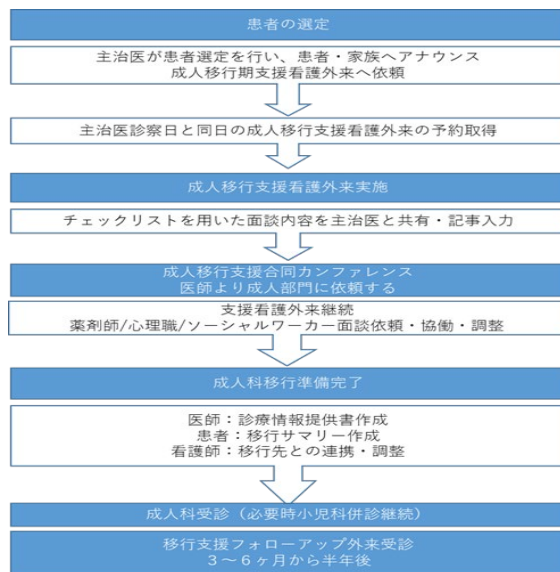 患者の選定
主治医が患者選定を行い、患者・家族へアナウンス
成人移行期支援看護外来へ依頼
主治医診察日と同日の成人移行支援看護外来の予約取得
成人移行支援看護外来実施
チェックリストを用いた面談内容を主治医と共有・記事入力
成人移行支援合同カンファレンス
医師より成人部門に依頼する
支援看護外来継続
薬剤師/心理職/ソーシャルワーカー面談依頼・協働・調整
成人科移行準備完了
医師：診療情報提供書作成
患者：移行サマリー作成
看護師：移行先との連携・調整
成人科受診（必要時小児科併診継続）
移行支援フォローアップ外来受診
３～６ヶ月から半年後